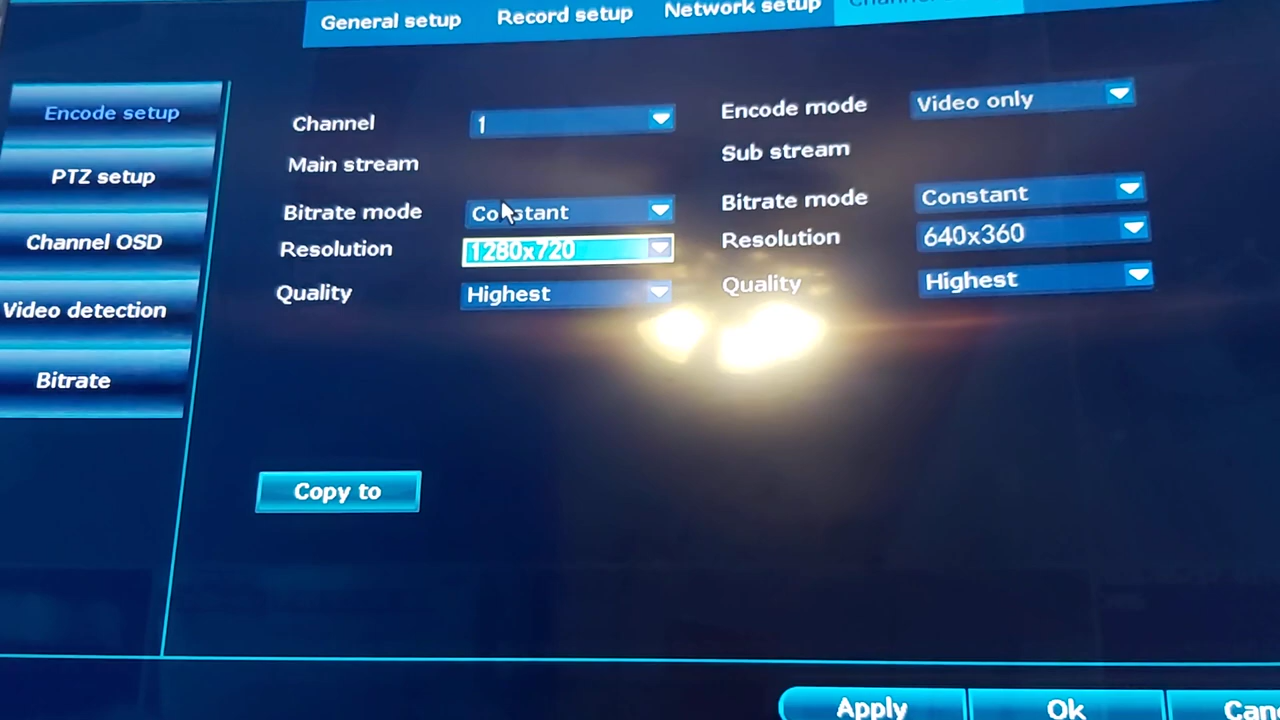 General setup
Record setup
Network setup
Encode setup
PTZ setup
Channel OSD
Video detection
Bitrate
Channel 1
Encode mode Video only
Main stream
Sub stream
Bitrate mode Constant
Bitrate mode Constant
Resolution 1280x720
Resolution 640x360
Quality Highest
Quality Highest
Copy to
Apply
Ok